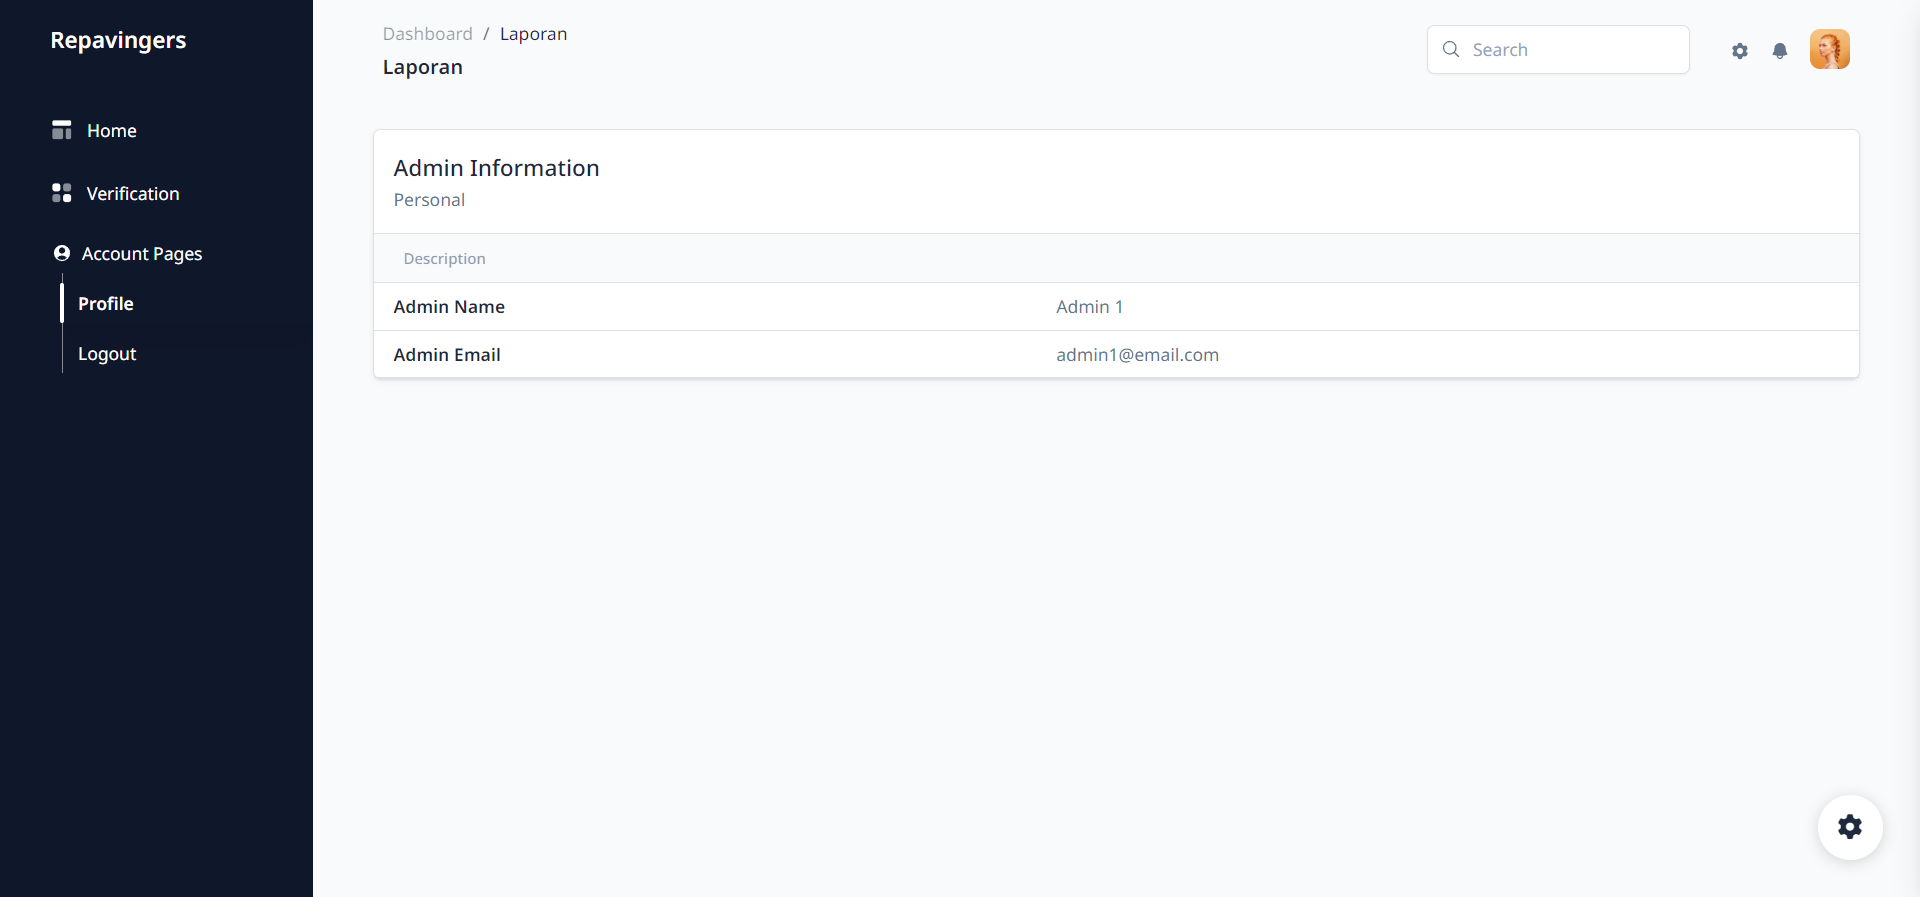 Repavingers
Home
Verification
Account Pages
Profile
Logout
Dashboard / Laporan
Laporan
Search
Admin Information
Personal
Description
Admin Name Admin 1
Admin Email admin1@email.com